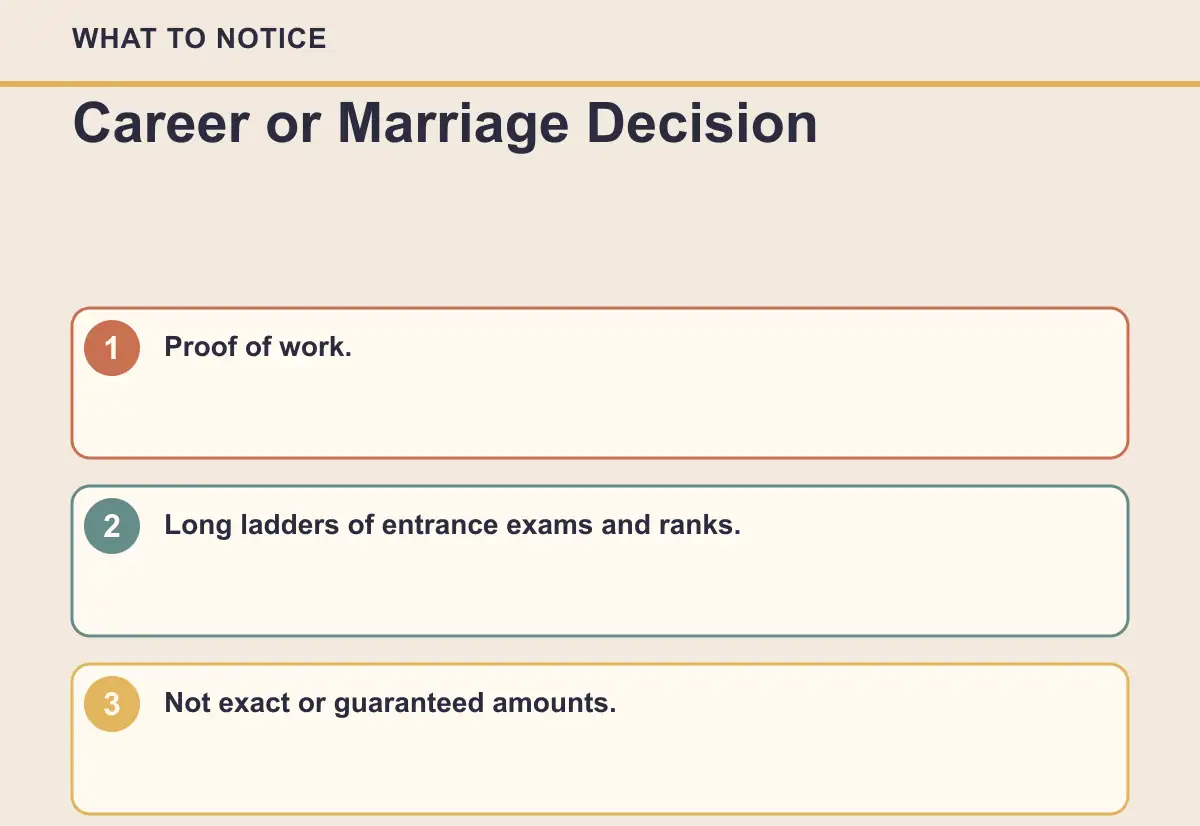 WHAT TO NOTICE
Career or Marriage Decision
1 Proof of work.
2 Long ladders of entrance exams and ranks.
3 Not exact or guaranteed amounts.